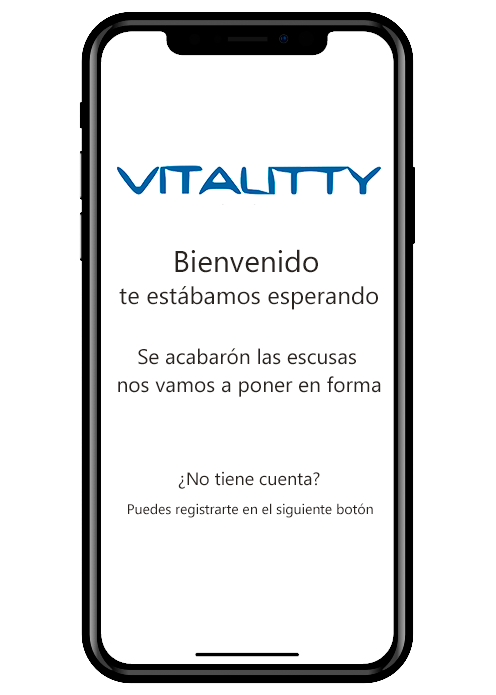 VITALITTY
Bienvenido
te estábamos esperando
Se acabarón las escusas
nos vamos a poner en forma
¿No tiene cuenta?
Puedes registrarte en el siguiente botón